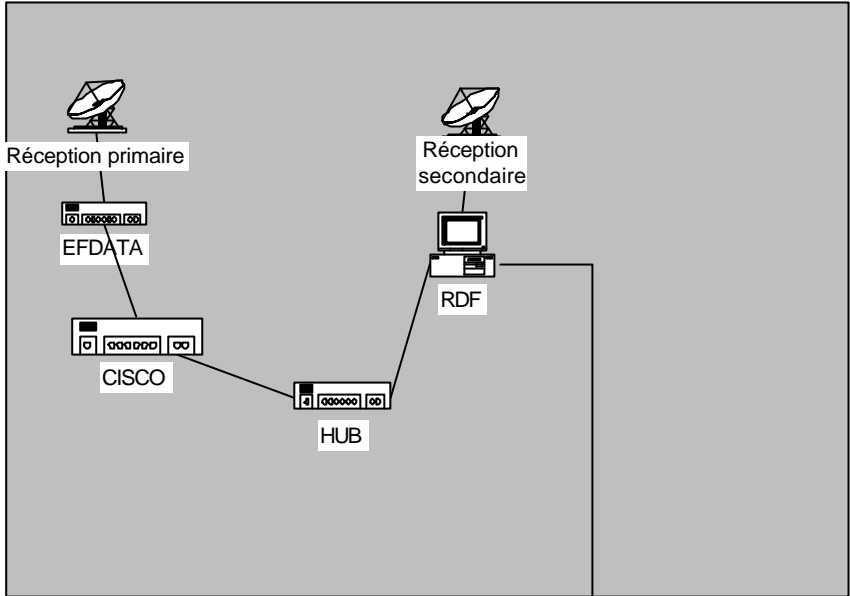 Réception primaire
Réception
secondaire
EFDATA
RDF
CISCO
HUB